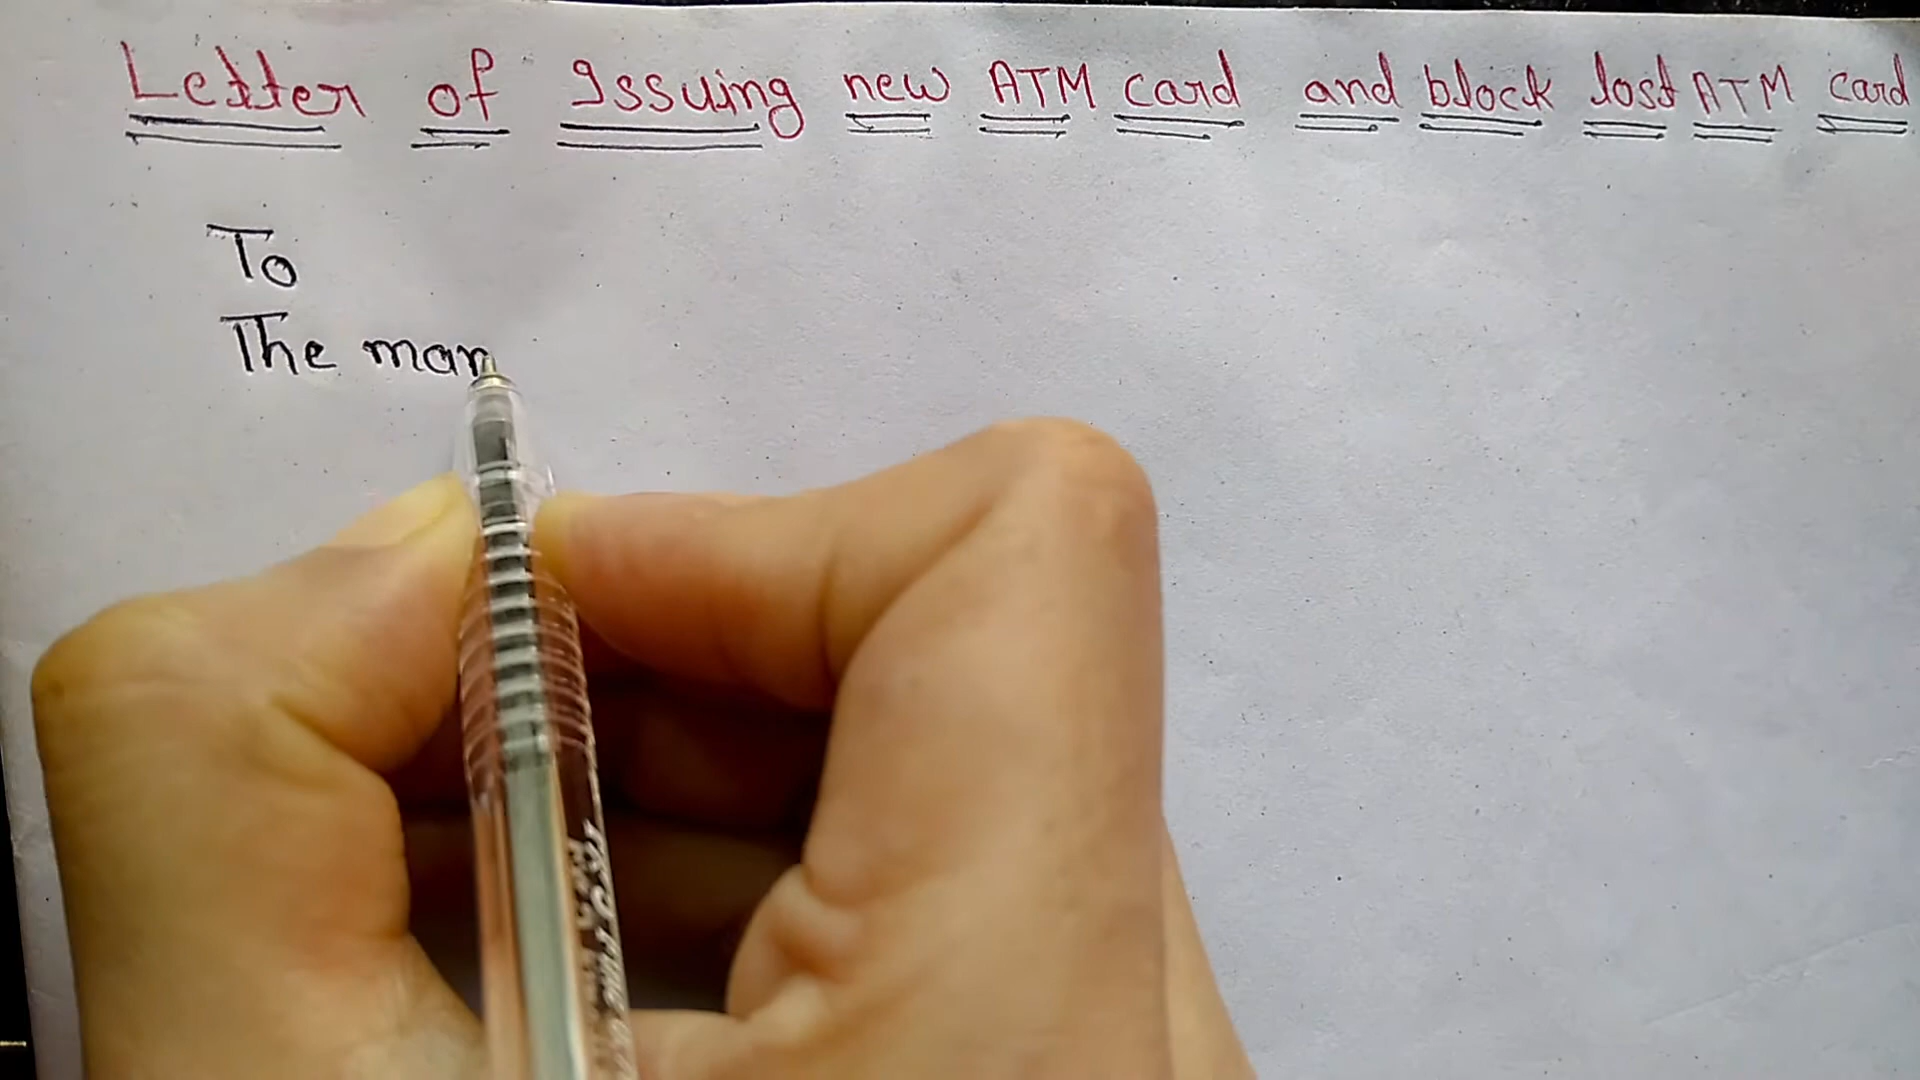 Letter of Issuing new ATM card and block lost ATM card
To
The man